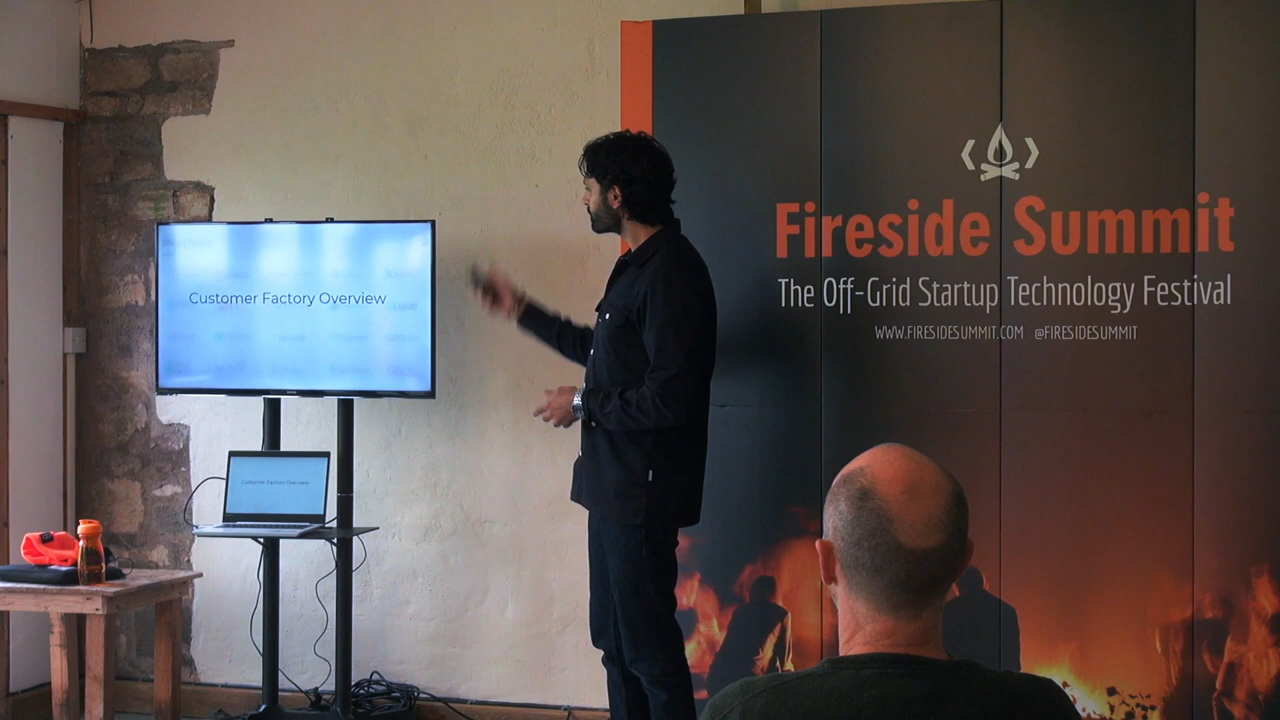 Customer Factory Overview
Customer Factory Overview
Fireside Summit
The Off-Grid Startup Technology Festival
WWW.FIRESIDESUMMIT.COM @FIRESIDESUMMIT